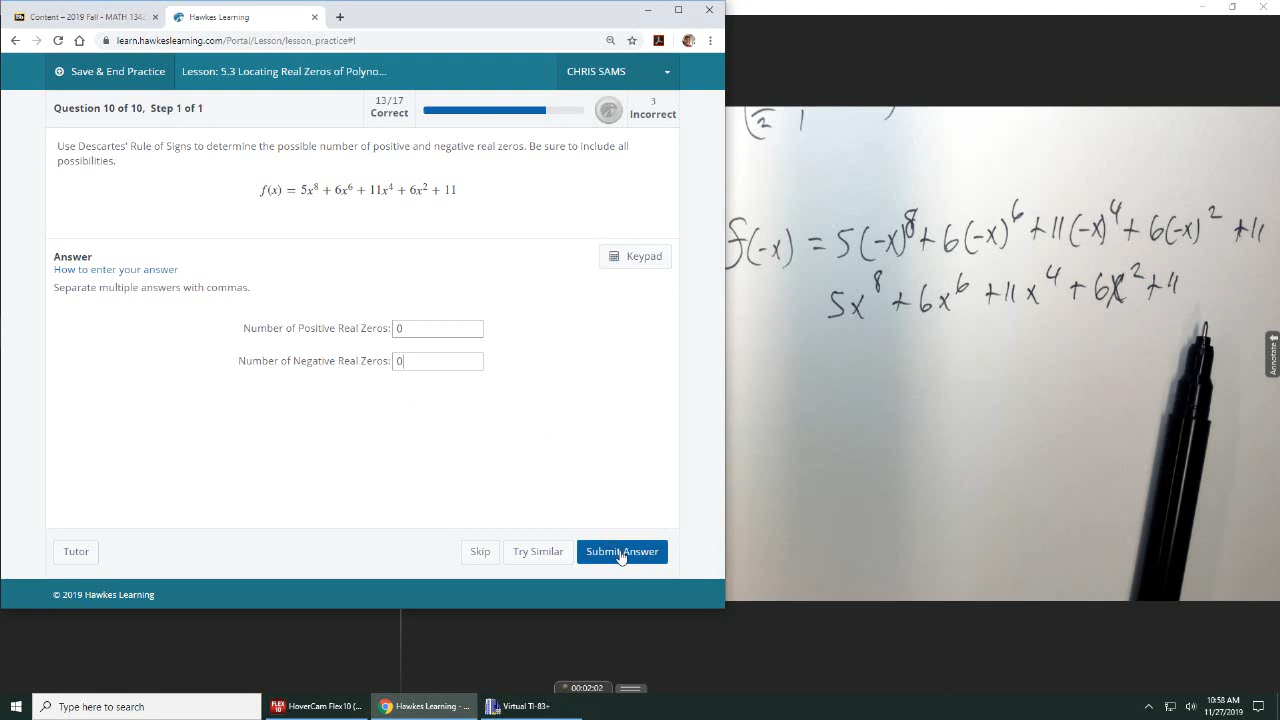 Content – 2019 Fall - MATH 1342
Hawkes Learning
learn.hawkeslearning.com/Portal/Lesson/lesson_practice#!
Save & End Practice
Lesson: 5.3 Locating Real Zeros of Polyno...
CHRIS SAMS
Question 10 of 10, Step 1 of 1
13/17
Correct
3
Incorrect
Use Descartes' Rule of Signs to determine the possible number of positive and negative real zeros. Be sure to include all
possibilities.
f(x) = 5x⁸ + 6x⁶ + 11x⁴ + 6x² + 11
Answer
How to enter your answer
Separate multiple answers with commas.
Keypad
Number of Positive Real Zeros: 0
Number of Negative Real Zeros: 0
Tutor
Skip
Try Similar
Submit Answer
© 2019 Hawkes Learning
2 1
f(-x) = 5(-x)⁸ + 6(-x)⁶ + 11(-x)⁴ + 6(-x)² + 11
5x⁸ + 6x⁶ + 11x⁴ + 6x² + 11
Annotate
00:02:02
Type here to search
FLEX 10
HoverCam Flex10 (...
Hawkes Learning - ...
Virtual TI-83+
10:58 AM
11/27/2019